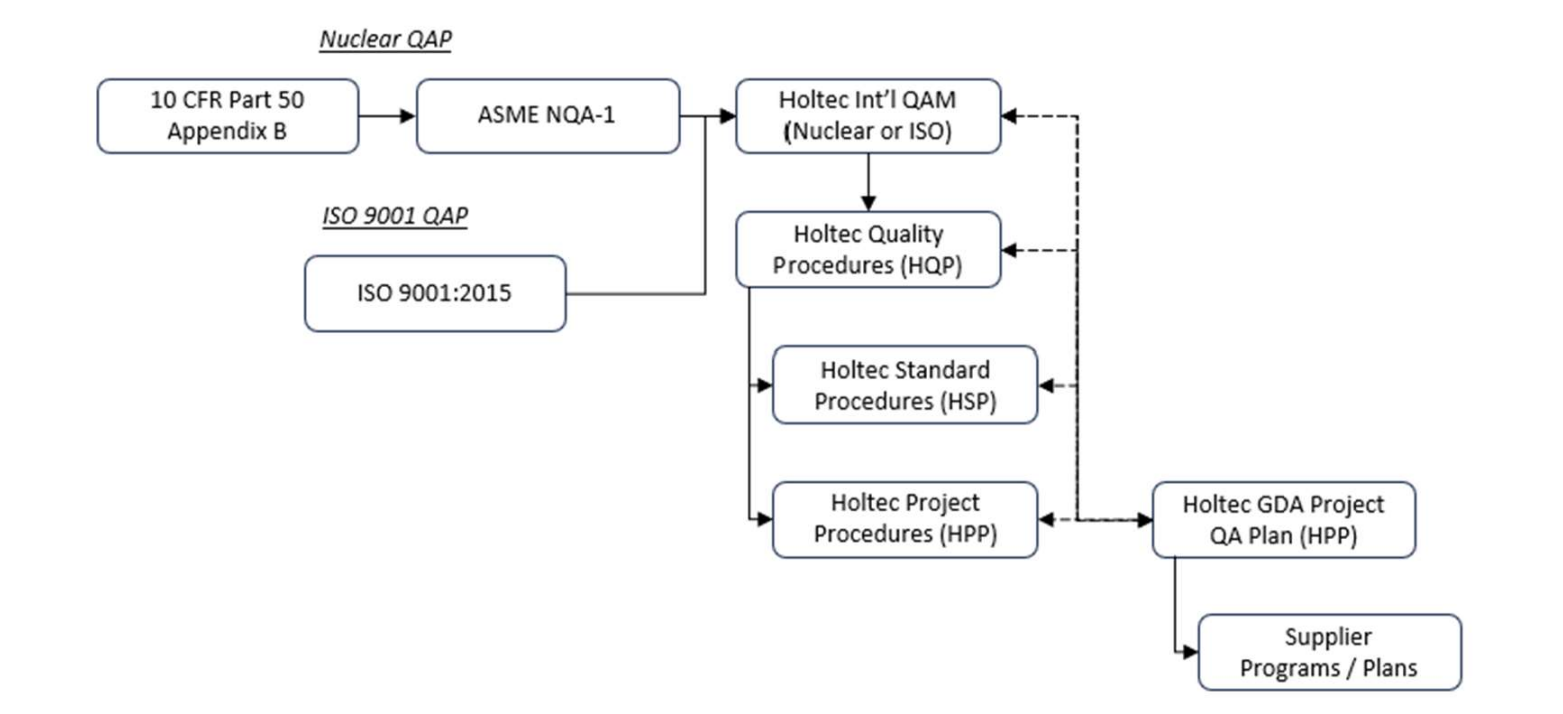 Nuclear QAP
10 CFR Part 50
Appendix B
ASME NQA-1
Holtec Int'l QAM
(Nuclear or ISO)
ISO 9001 QAP
ISO 9001:2015
Holtec Quality
Procedures (HQP)
Holtec Standard
Procedures (HSP)
Holtec Project
Procedures (HPP)
Holtec GDA Project
QA Plan (HPP)
Supplier
Programs / Plans